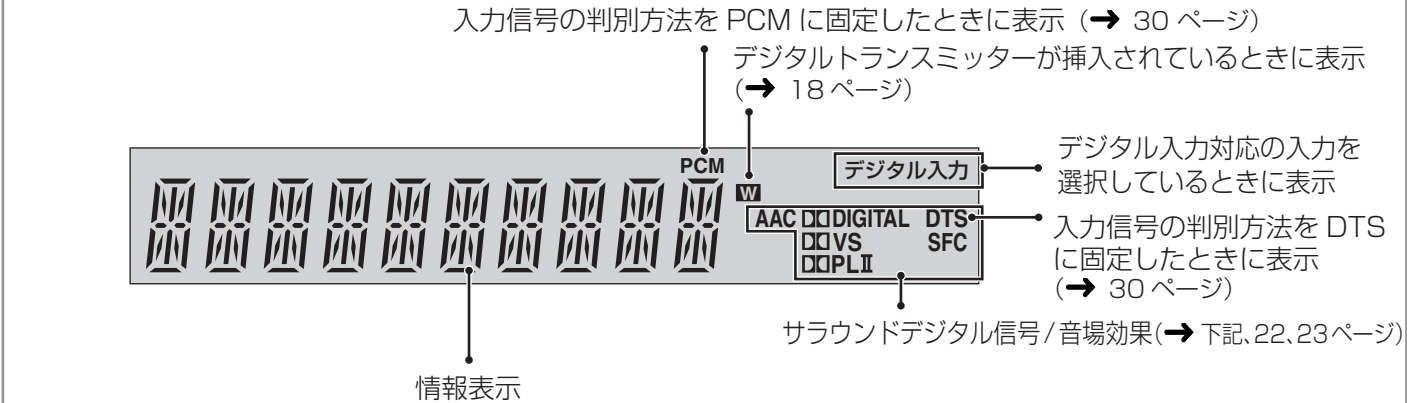 入力信号の判別方法を PCM に固定したときに表示（➔ 30 ページ）
デジタルトランスミッターが挿入されているときに表示
（➔ 18 ページ）
PCM
W
デジタル入力
デジタル入力対応の入力を
選択しているときに表示
AAC DIGITAL DTS
VS SFC
PLⅡ
入力信号の判別方法を DTS
に固定したときに表示
（➔ 30 ページ）
サラウンドデジタル信号/音場効果（➔ 下記、22、23ページ）
情報表示